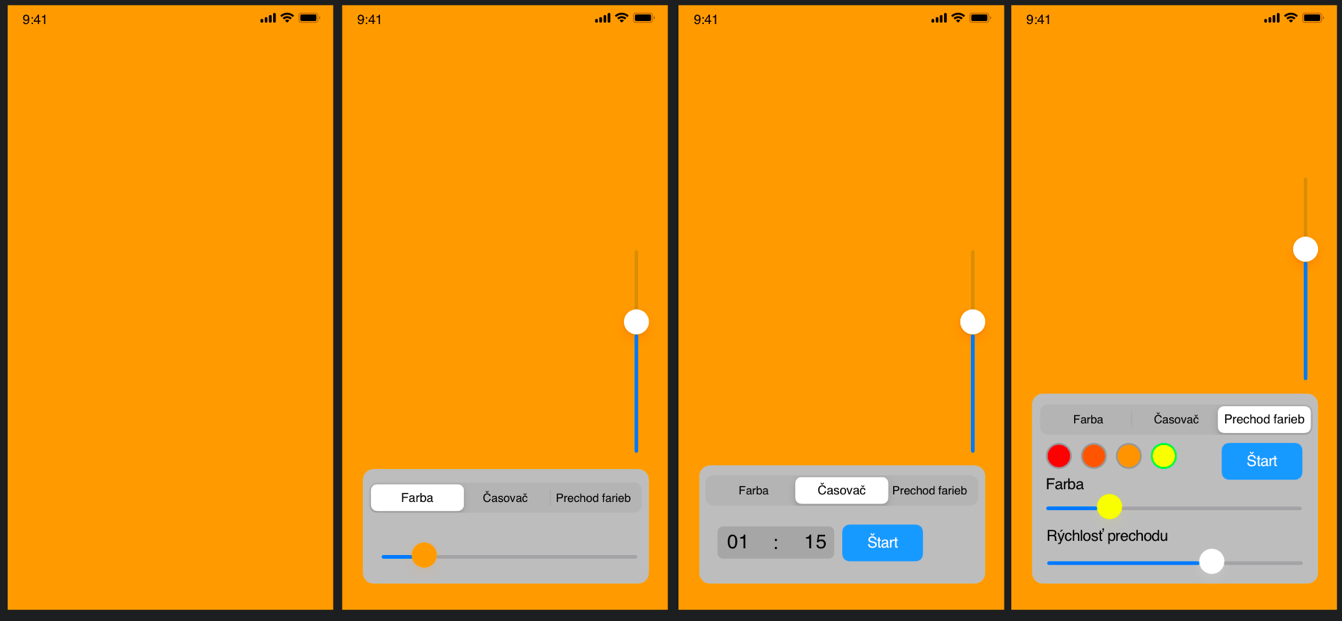 9:41
9:41
Farba Časovač Prechod farieb
9:41
Farba Časovač Prechod farieb
01 : 15 Štart
9:41
Farba Časovač Prechod farieb
Štart
Farba
Rýchlosť prechodu